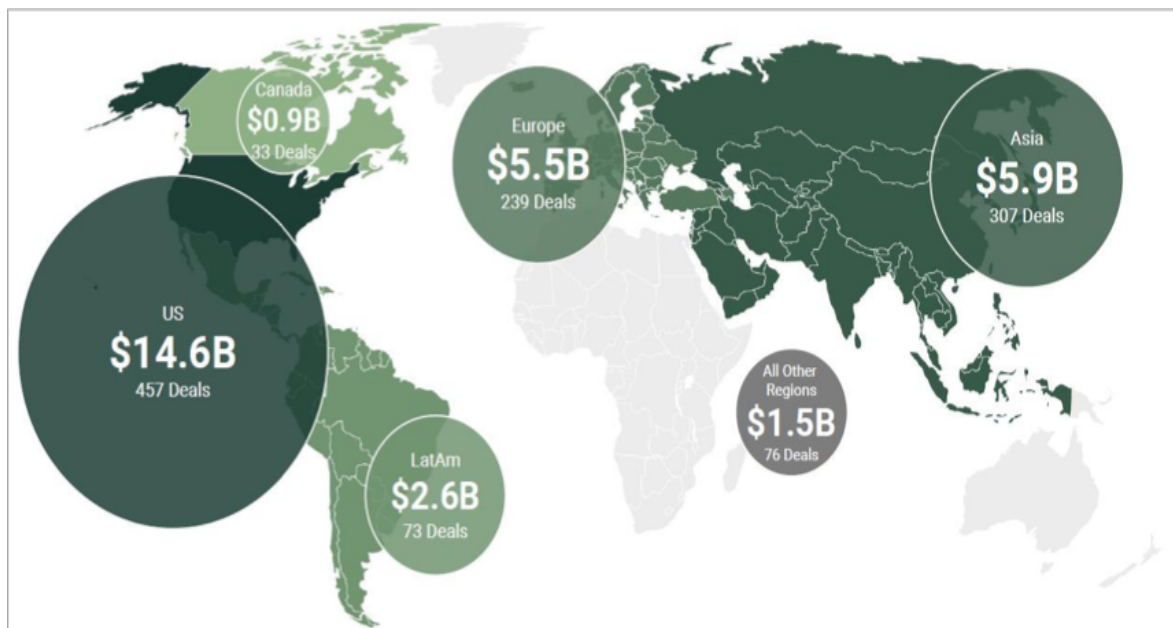 Canada
$0.9B
33 Deals
Europe
$5.5B
239 Deals
Asia
$5.9B
307 Deals
US
$14.6B
457 Deals
All Other
Regions
$1.5B
76 Deals
LatAm
$2.6B
73 Deals